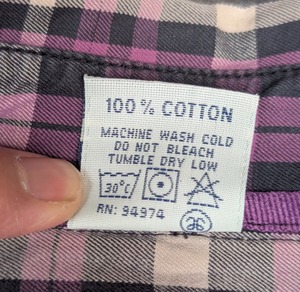 100% COTTON
MACHINE WASH COLD
DO NOT BLEACH
TUMBLE DRY LOW
30°C
RN: 94974